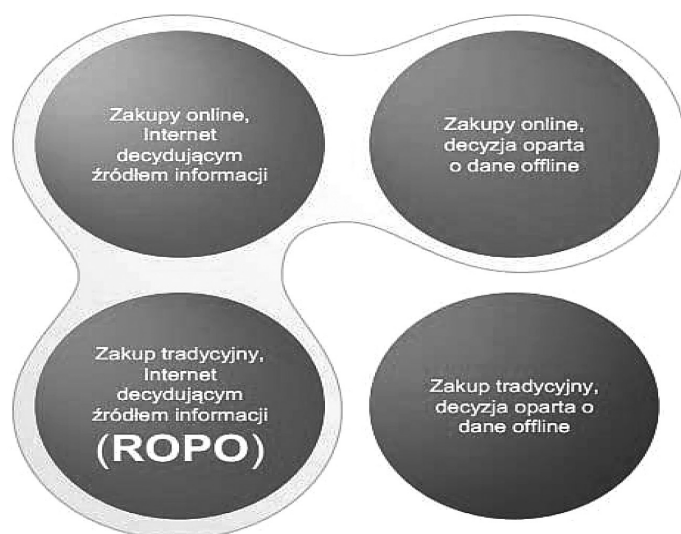 Zakupy online,
Internet
decydującym
źródłem informacji
Zakupy online,
decyzja oparta
o dane offline
Zakup tradycyjny,
Internet
decydującym
źródłem informacji
(ROPO)
Zakup tradycyjny,
decyzja oparta o
dane offline